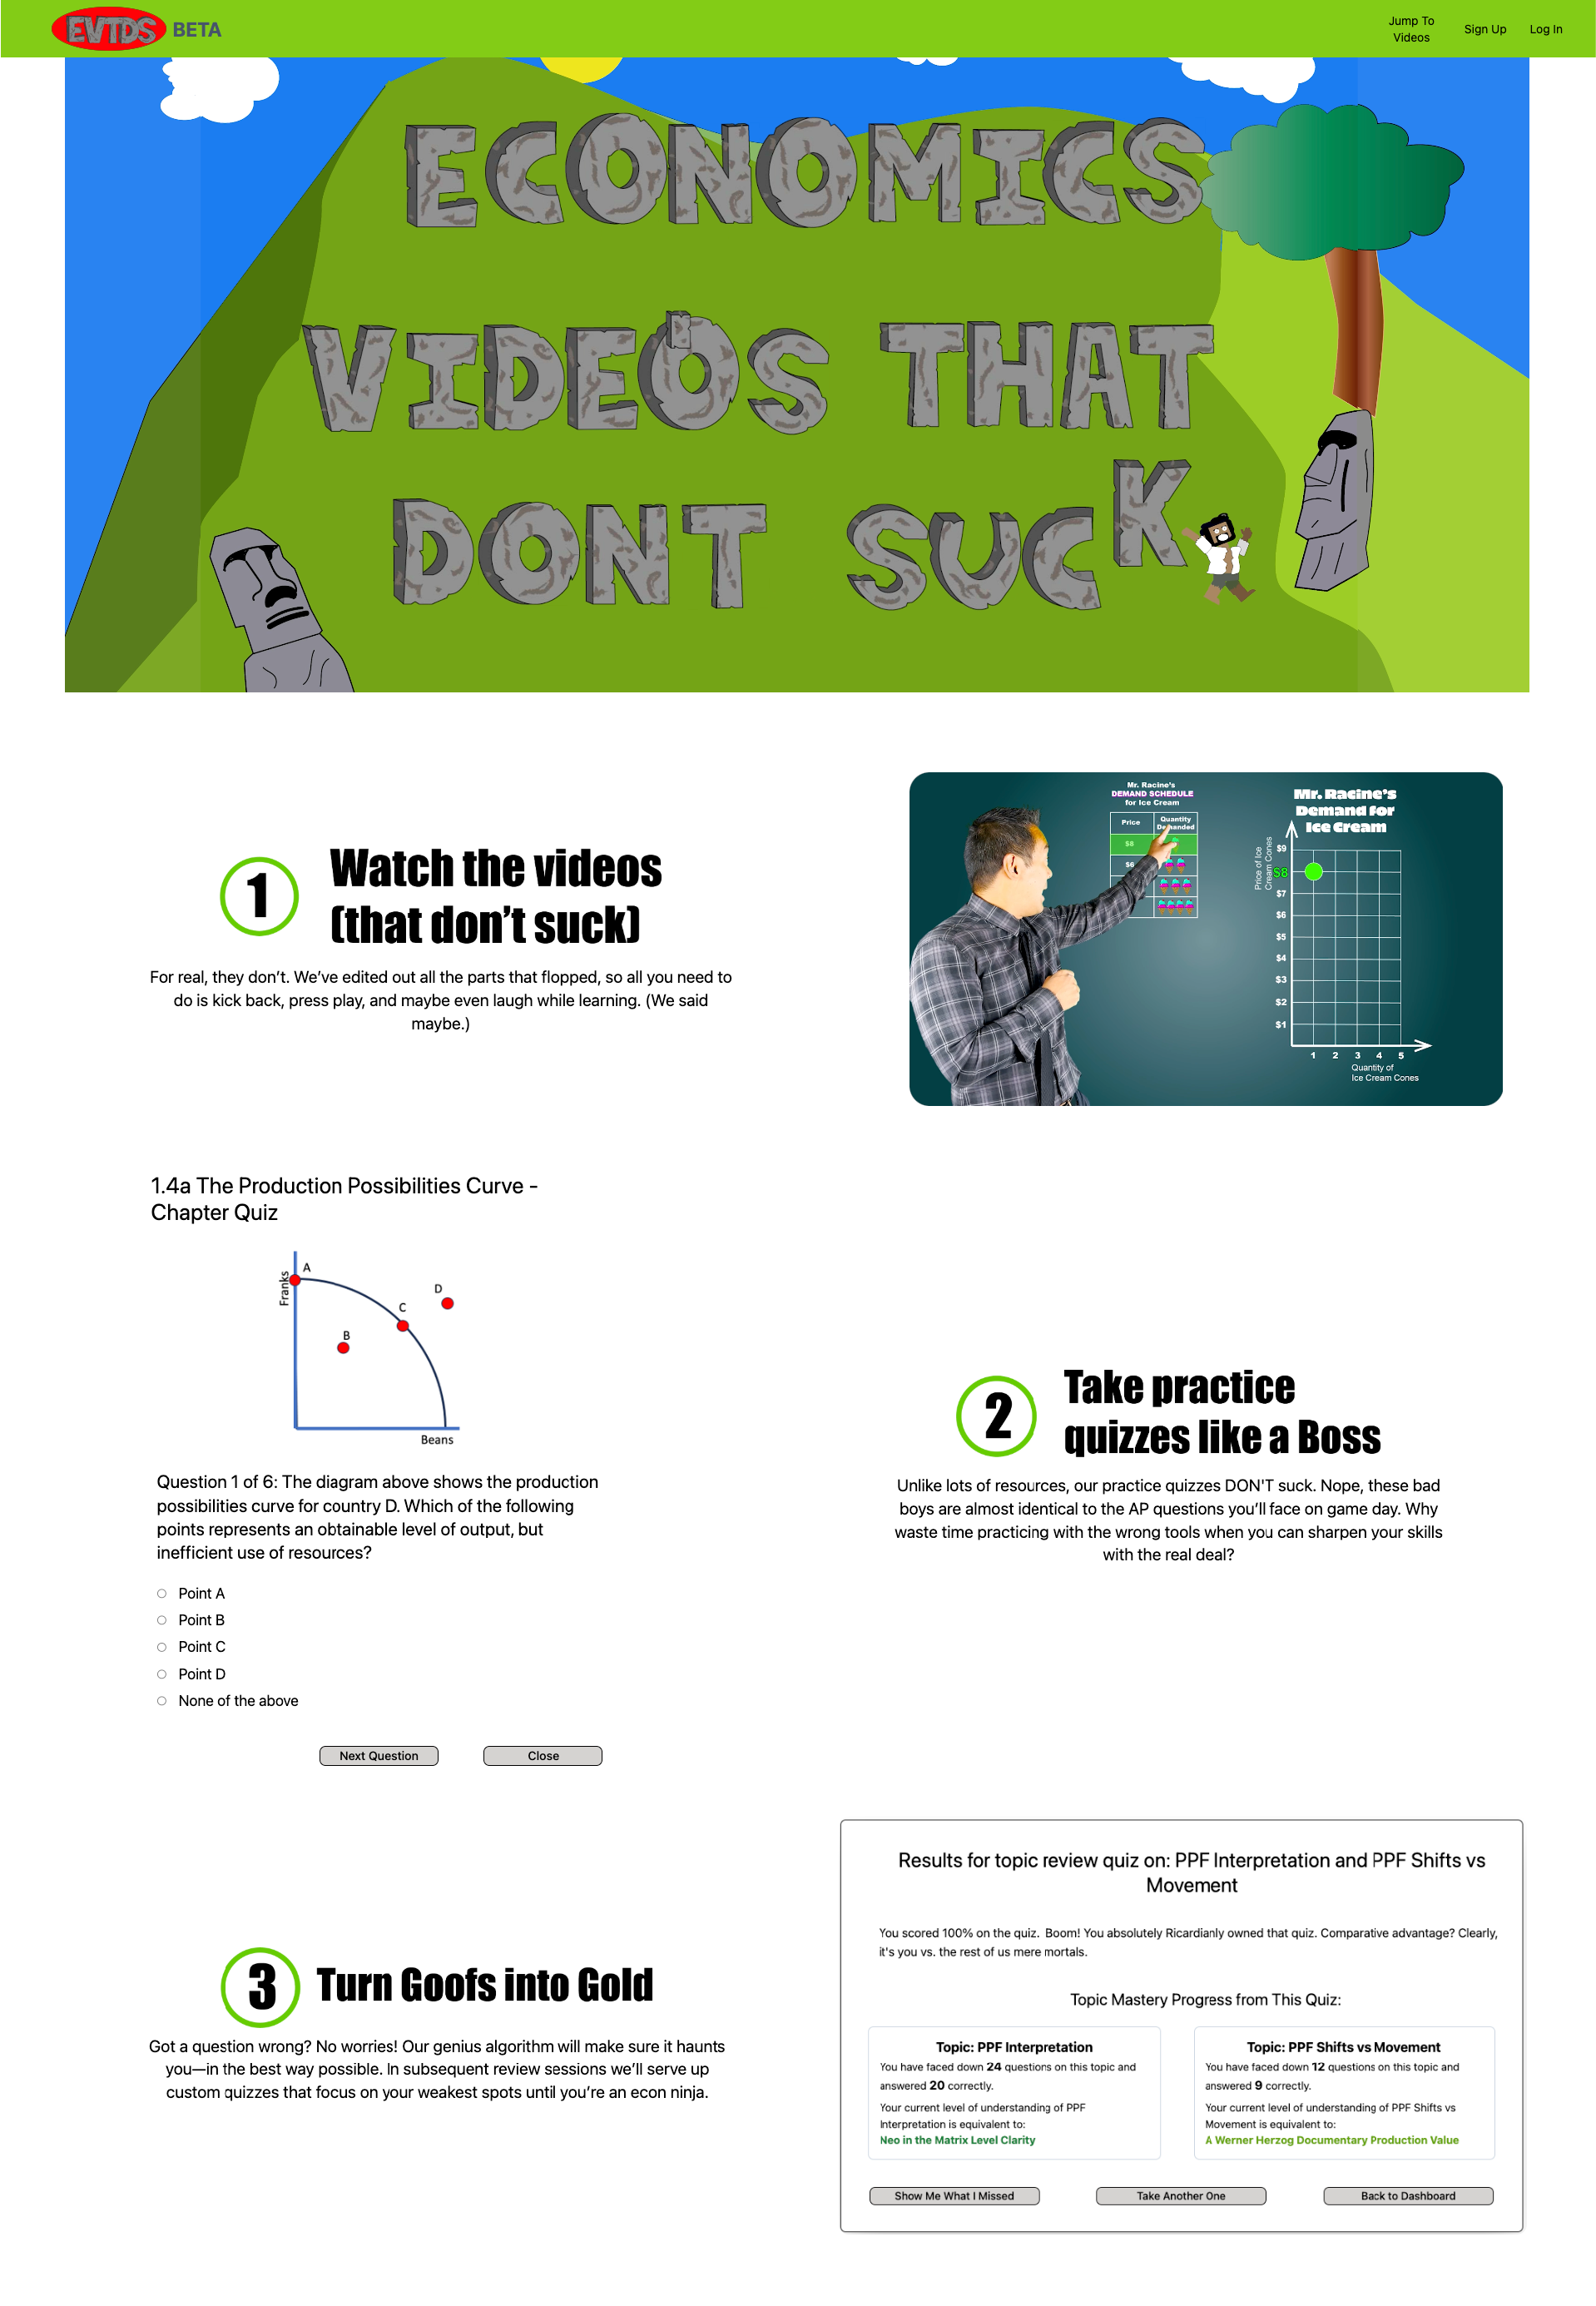 EVTDS BETA
Jump To
Videos
Sign Up
Log In
ECONOMICS
VIDEOS THAT
DONT SUCK
1
Watch the videos
(that don't suck)
For real, they don't. We've edited out all the parts that flopped, so all you need to
do is kick back, press play, and maybe even laugh while learning. (We said
maybe.)
Mr. Racine's
DEMAND SCHEDULE
for Ice Cream
Price
Quantity
Demanded
$8
$6
Mr. Racine's
Demand for
Ice Cream
Price of Ice
Cream Cones
$9
$8
$7
$6
$5
$4
$3
$2
$1
1 2 3 4 5
Quantity of
Ice Cream Cones
1.4a The Production Possibilities Curve -
Chapter Quiz
Franks
A
B
C
D
Beans
Question 1 of 6: The diagram above shows the production
possibilities curve for country D. Which of the following
points represents an obtainable level of output, but
inefficient use of resources?
Point A
Point B
Point C
Point D
None of the above
Next Question
Close
2
Take practice
quizzes like a Boss
Unlike lots of resources, our practice quizzes DON'T suck. Nope, these bad
boys are almost identical to the AP questions you'll face on game day. Why
waste time practicing with the wrong tools when you can sharpen your skills
with the real deal?
3
Turn Goofs into Gold
Got a question wrong? No worries! Our genius algorithm will make sure it haunts
you—in the best way possible. In subsequent review sessions we'll serve up
custom quizzes that focus on your weakest spots until you're an econ ninja.
Results for topic review quiz on: PPF Interpretation and PPF Shifts vs
Movement
You scored 100% on the quiz. Boom! You absolutely Ricardianly owned that quiz. Comparative advantage? Clearly,
it's you vs. the rest of us mere mortals.
Topic Mastery Progress from This Quiz:
Topic: PPF Interpretation
You have faced down 24 questions on this topic and
answered 20 correctly.
Your current level of understanding of PPF
Interpretation is equivalent to:
Neo in the Matrix Level Clarity
Topic: PPF Shifts vs Movement
You have faced down 12 questions on this topic and
answered 9 correctly.
Your current level of understanding of PPF Shifts vs
Movement is equivalent to:
A Werner Herzog Documentary Production Value
Show Me What I Missed
Take Another One
Back to Dashboard